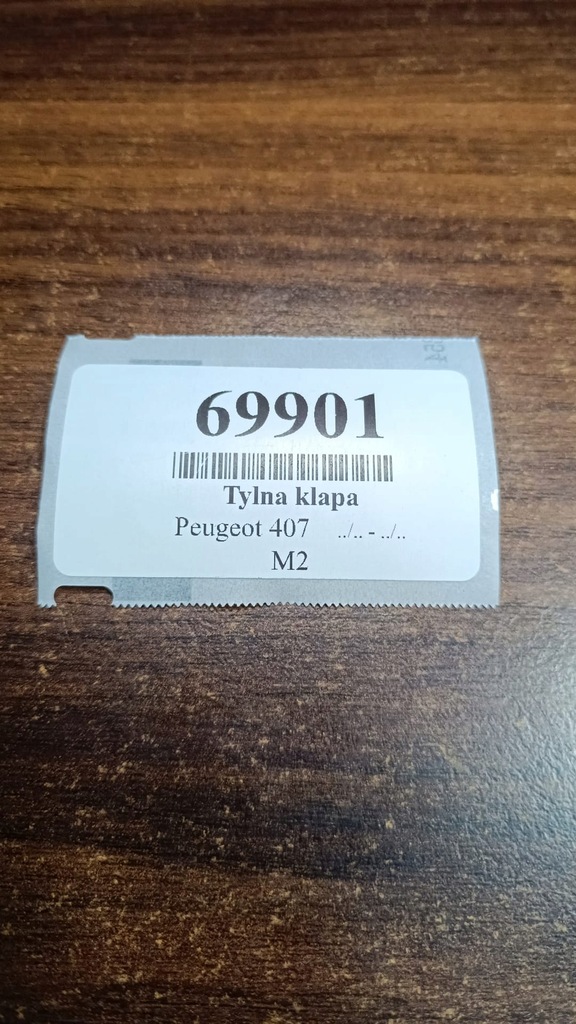 69901
Tylna klapa
Peugeot 407 ../.. - ../..
M2